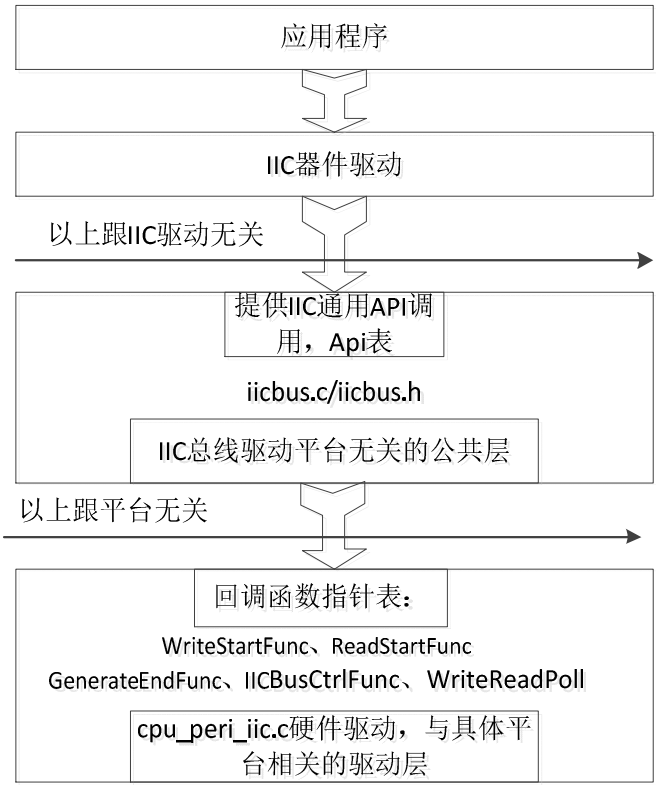 应用程序
IIC器件驱动
以上跟IIC驱动无关
提供IIC通用API调
用，Api表
iicbus.c/iicbus.h
IIC总线驱动平台无关的公共层
以上跟平台无关
回调函数指针表：
WriteStartFunc、ReadStartFunc
GenerateEndFunc、IICBusCtrlFunc、WriteReadPoll
cpu_peri_iic.c硬件驱动，与具体平
台相关的驱动层